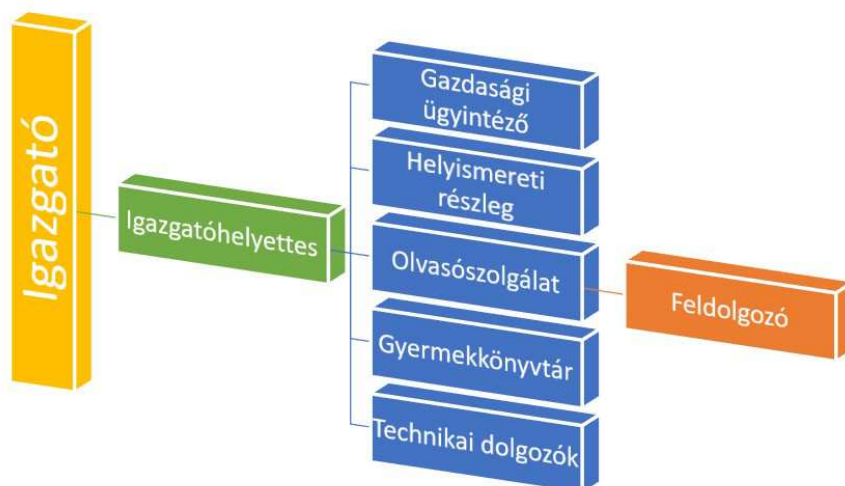 Igazgató
Igazgatóhelyettes
Gazdasági
ügyintéző
Helyismereti
részleg
Olvasószolgálat
Gyermekkönyvtár
Technikai dolgozók
Feldolgozó